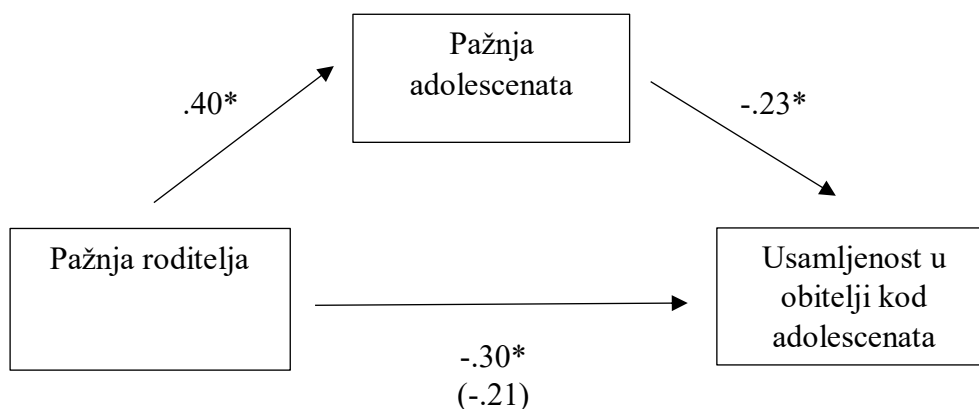 Pažnja
adolescenata
.40*
-.23*
Pažnja roditelja
Usamljenost u
obitelji kod
adolescenata
-.30*
(-.21)